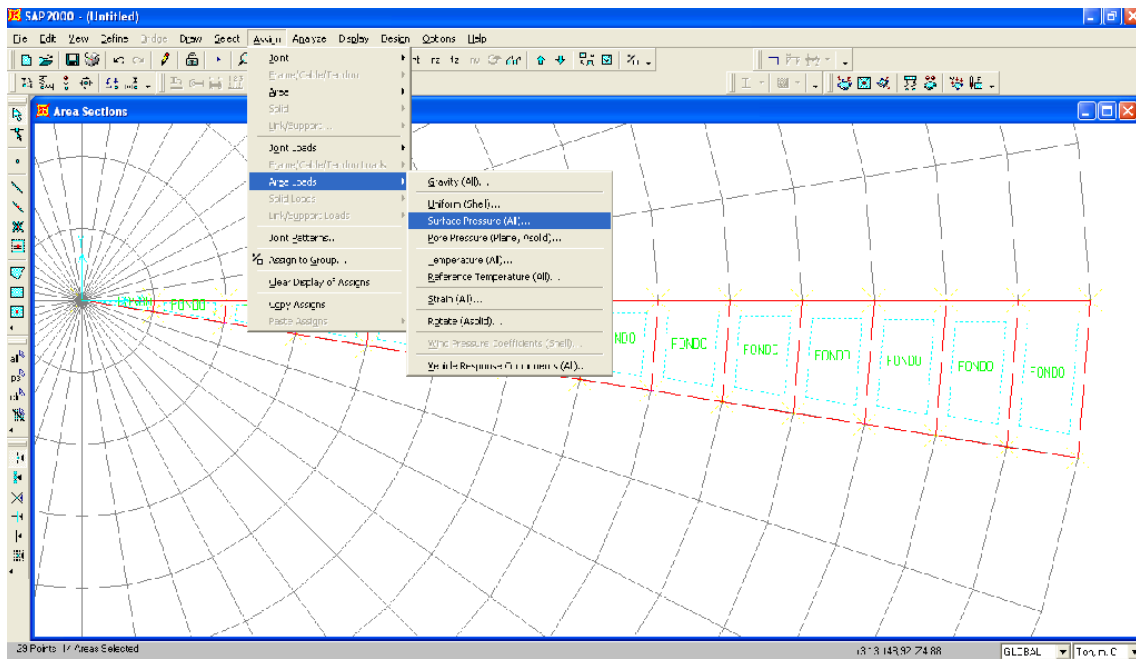 SAP2000 - (Untitled)
File Edit View Define Bridge Draw Select Assign Analyze Display Design Options Help
Area Sections
Joint
Frame/Cable/Tendon
Area
Solid
Link/Support...
Joint Loads
Frame/Cable/Tendon Loads
Area Loads
Solid Loads
Link/Support Loads
Joint Patterns...
Assign to Group...
Clear Display of Assigns
Copy Assigns
Paste Assigns
Gravity (All)...
Uniform (Shell)...
Surface Pressure (All)...
Pore Pressure (Plane, Asolid)...
Temperature (All)...
Reference Temperature (All)...
Strain (All)...
Rotate (Asolid)...
Wind Pressure Coefficients (Shell)...
Vehicle Response Components (All)...
FONDO
NDO
FONDO
FONDO
FONDO
FONDO
FONDO
FONDO
29 Points, 14 Areas Selected
GLOBAL
Ton, m, C